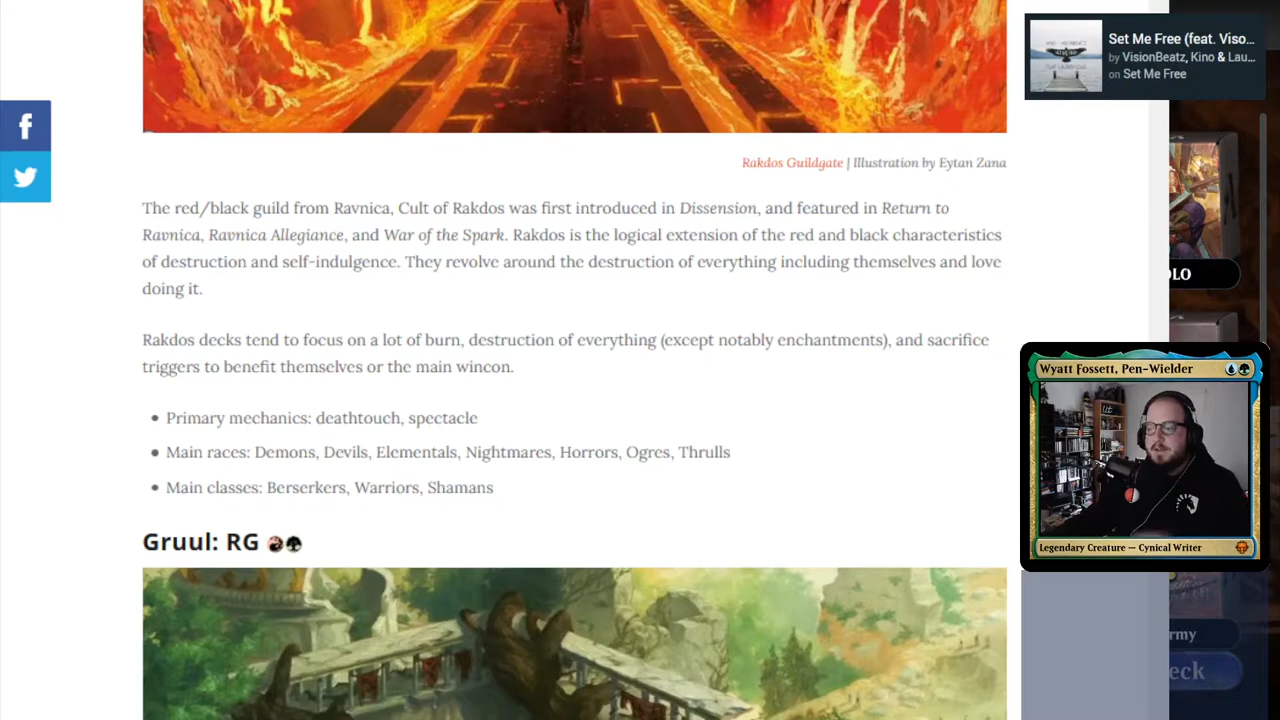 Set Me Free (feat. Viso...
by VisionBeatz, Kino & Lau...
on Set Me Free
f
Rakdos Guildgate | Illustration by Eytan Zana
The red/black guild from Ravnica, Cult of Rakdos was first introduced in Dissension, and featured in Return to
Ravnica, Ravnica Allegiance, and War of the Spark. Rakdos is the logical extension of the red and black characteristics
of destruction and self-indulgence. They revolve around the destruction of everything including themselves and love
doing it.
OLO
Rakdos decks tend to focus on a lot of burn, destruction of everything (except notably enchantments), and sacrifice
triggers to benefit themselves or the main wincon.
Wyatt Fossett, Pen-Wielder
• Primary mechanics: deathtouch, spectacle
• Main races: Demons, Devils, Elementals, Nightmares, Horrors, Ogres, Thrulls
• Main classes: Berserkers, Warriors, Shamans
Legendary Creature — Cynical Writer
Gruul: RG
rmy
eck